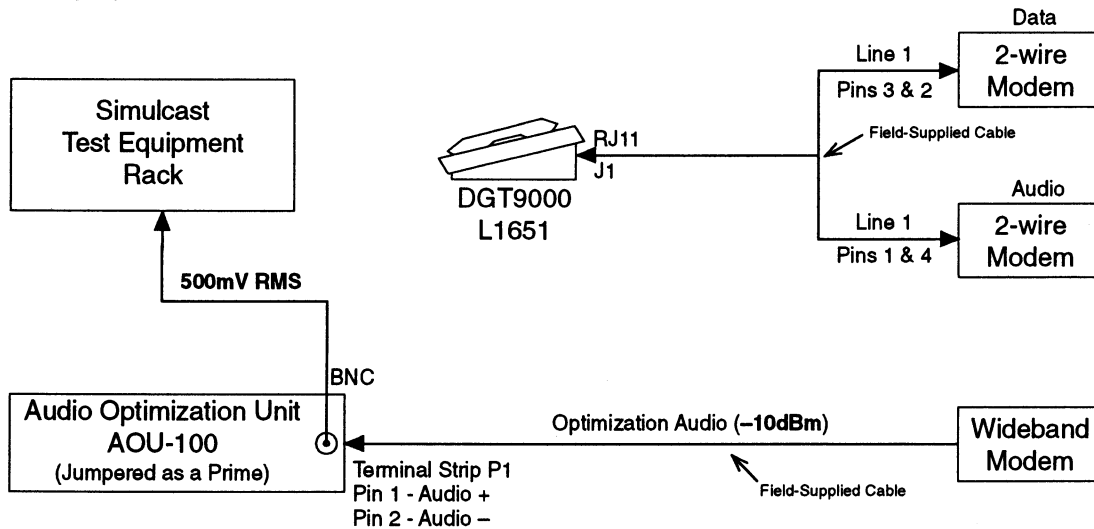 Data
Line 1
2-wire
Modem
Pins 3 & 2
Simulcast
Test Equipment
Rack
Field-Supplied Cable
RJ11
J1
DGT9000
L1651
Audio
Line 1
2-wire
Modem
Pins 1 & 4
500mV RMS
BNC
Audio Optimization Unit
AOU-100
(Jumpered as a Prime)
Optimization Audio (–10dBm)
Wideband
Modem
Terminal Strip P1
Pin 1 - Audio +
Pin 2 - Audio –
Field-Supplied Cable